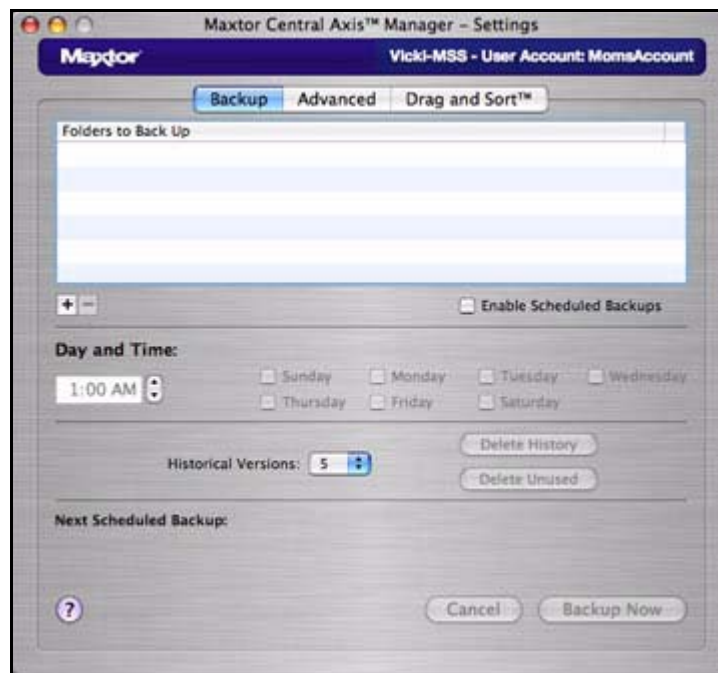 Maxtor Central Axis™ Manager – Settings
Maxtor Vicki-MSS - User Account: MomsAccount
Backup Advanced Drag and Sort™
Folders to Back Up
+ −
Enable Scheduled Backups
Day and Time:
1:00 AM
Sunday Monday Tuesday Wednesday
Thursday Friday Saturday
Historical Versions: 5
Delete History
Delete Unused
Next Scheduled Backup:
? Cancel Backup Now